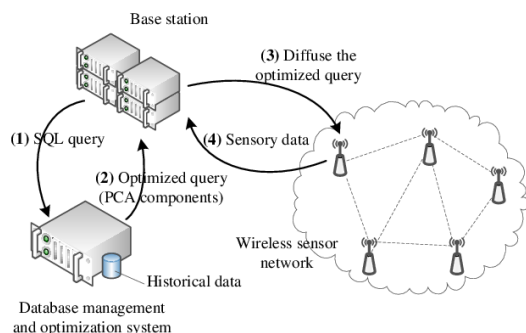 Base station
(3) Diffuse the
optimized query
(1) SQL query
(4) Sensory data
(2) Optimized query
(PCA components)
Wireless sensor
network
Historical data
Database management
and optimization system